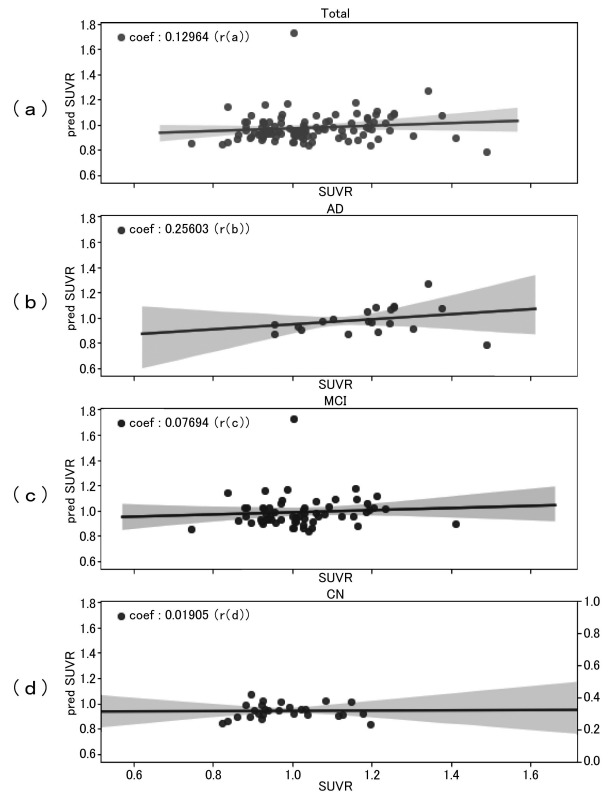 Total
(a)
pred SUVR
1.8
1.6
1.4
1.2
1.0
0.8
0.6
coef : 0.12964 (r(a))
SUVR
AD
(b)
pred SUVR
1.8
1.6
1.4
1.2
1.0
0.8
0.6
coef : 0.25603 (r(b))
SUVR
MCI
(c)
pred SUVR
1.8
1.6
1.4
1.2
1.0
0.8
0.6
coef : 0.07694 (r(c))
SUVR
CN
(d)
pred SUVR
1.8
1.6
1.4
1.2
1.0
0.8
0.6
coef : 0.01905 (r(d))
1.0
0.8
0.6
0.4
0.2
0.0
0.6 0.8 1.0 1.2 1.4 1.6
SUVR